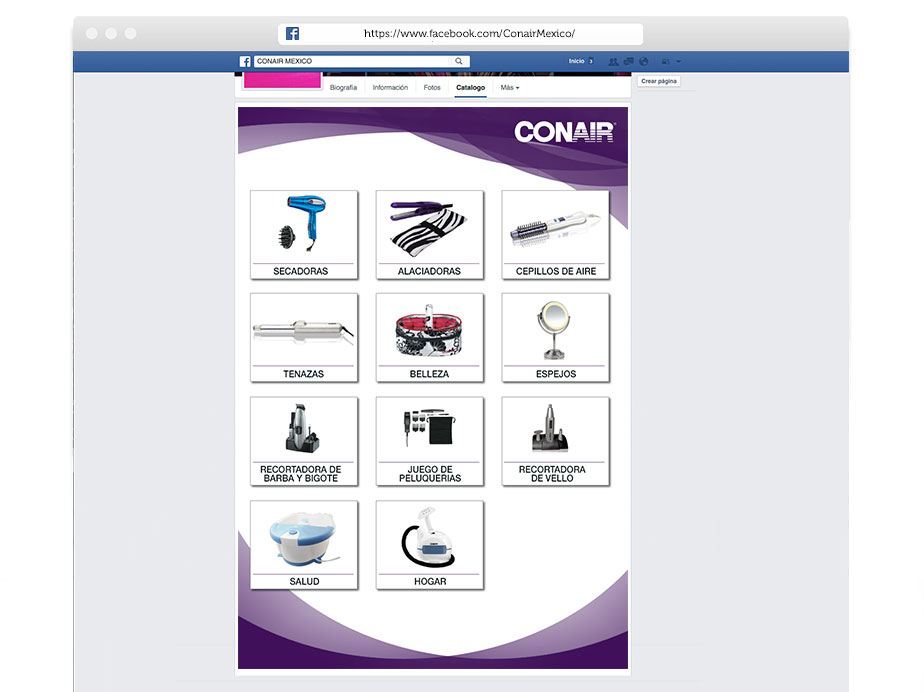 https://www.facebook.com/ConairMexico/
CONAIR MEXICO
Inicio 3
Biografía Información Fotos Catalogo Más
Crear página
CONAIR
SECADORAS
ALACIADORAS
CEPILLOS DE AIRE
TENAZAS
BELLEZA
ESPEJOS
RECORTADORA DE
BARBA Y BIGOTE
JUEGO DE
PELUQUERIAS
RECORTADORA
DE VELLO
SALUD
HOGAR